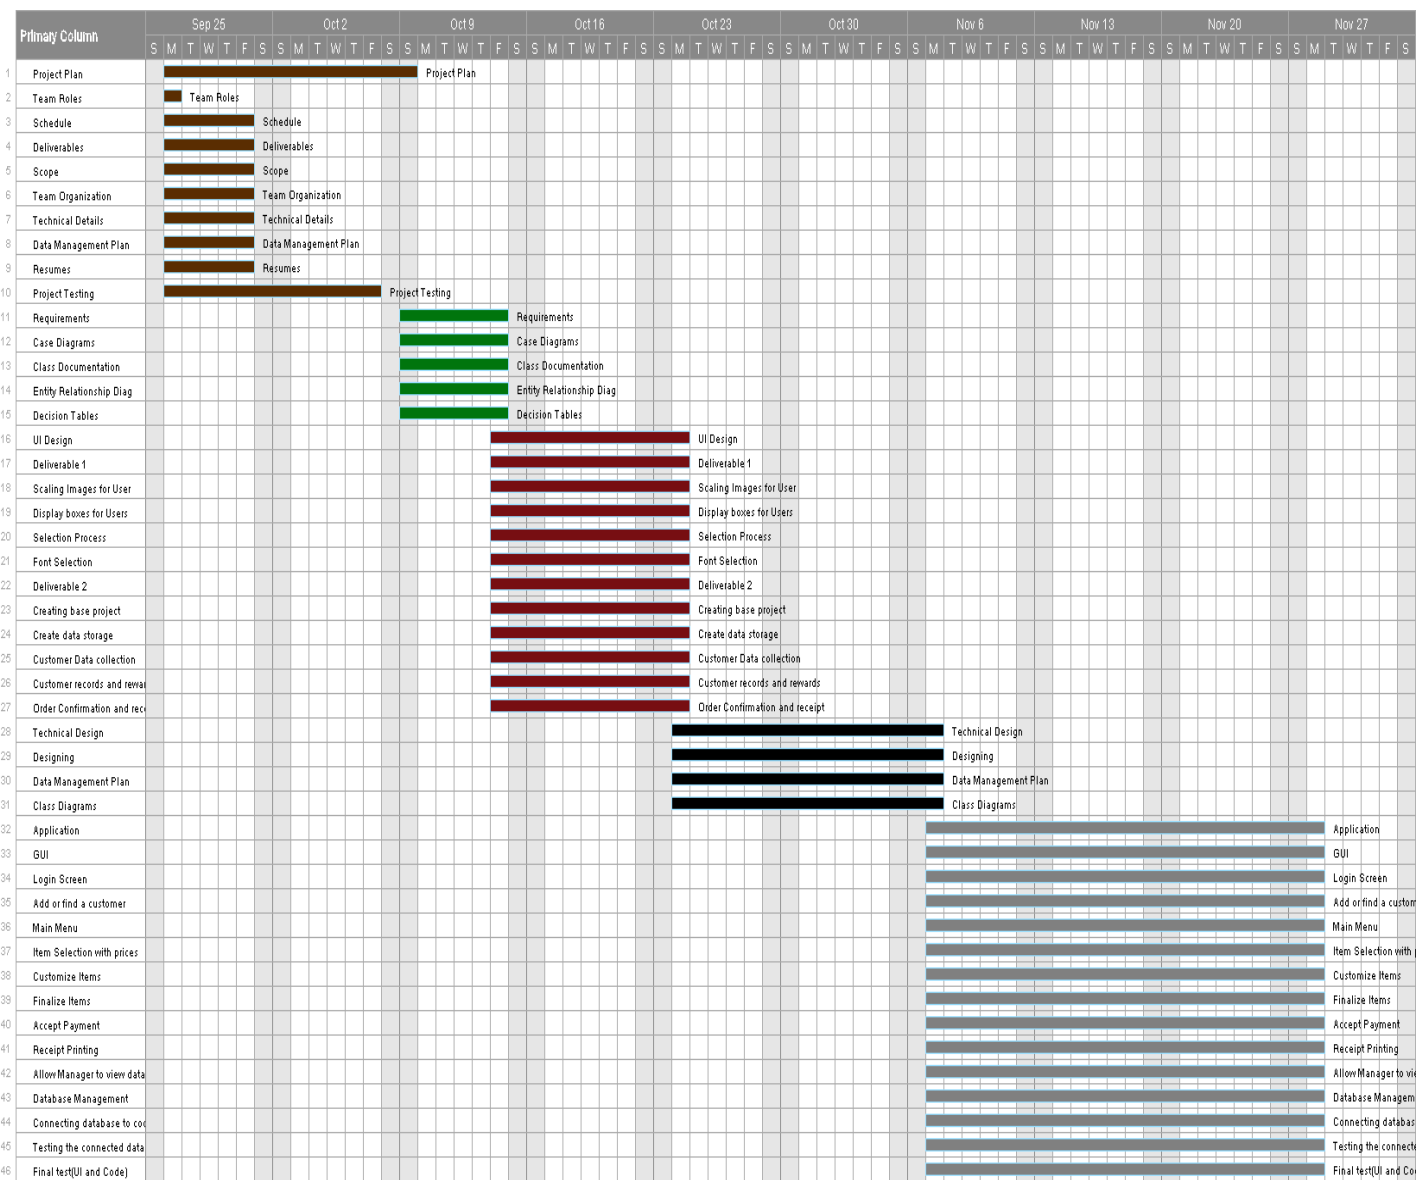 Primary Column
Sep 25 Oct 2 Oct 9 Oct 16 Oct 23 Oct 30 Nov 6 Nov 13 Nov 20 Nov 27
S M T W T F S S M T W T F S S M T W T F S S M T W T F S S M T W T F S S M T W T F S S M T W T F S S M T W T F S S M T W T F S S M T W T F S
1 Project Plan Project Plan
2 Team Roles Team Roles
3 Schedule Schedule
4 Deliverables Deliverables
5 Scope Scope
6 Team Organization Team Organization
7 Technical Details Technical Details
8 Data Management Plan Data Management Plan
9 Resumes Resumes
10 Project Testing Project Testing
11 Requirements Requirements
12 Case Diagrams Case Diagrams
13 Class Documentation Class Documentation
14 Entity Relationship Diag Entity Relationship Diag
15 Decision Tables Decision Tables
16 UI Design UI Design
17 Deliverable 1 Deliverable 1
18 Scaling Images for User Scaling Images for User
19 Display boxes for Users Display boxes for Users
20 Selection Process Selection Process
21 Font Selection Font Selection
22 Deliverable 2 Deliverable 2
23 Creating base project Creating base project
24 Create data storage Create data storage
25 Customer Data collection Customer Data collection
26 Customer records and rewar Customer records and rewards
27 Order Confirmation and rec Order Confirmation and receipt
28 Technical Design Technical Design
29 Designing Designing
30 Data Management Plan Data Management Plan
31 Class Diagrams Class Diagrams
32 Application Application
33 GUI GUI
34 Login Screen Login Screen
35 Add or find a customer Add or find a custom
36 Main Menu Main Menu
37 Item Selection with prices Item Selection with p
38 Customize Items Customize Items
39 Finalize Items Finalize Items
40 Accept Payment Accept Payment
41 Receipt Printing Receipt Printing
42 Allow Manager to view data Allow Manager to vie
43 Database Management Database Managem
44 Connecting database to co Connecting databas
45 Testing the connected data Testing the connecte
46 Final test(UI and Code) Final test(UI and Co